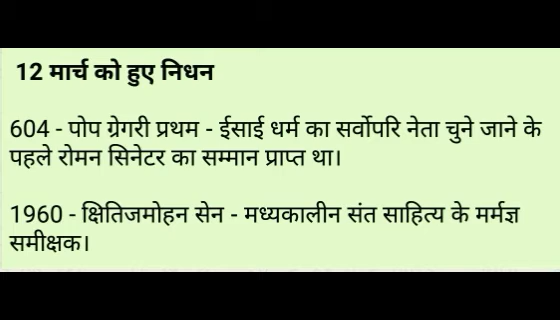 12 मार्च को हुए निधन
604 - पोप ग्रेगरी प्रथम - ईसाई धर्म का सर्वोपरि नेता चुने जाने के
पहले रोमन सिनेटर का सम्मान प्राप्त था।
1960 - क्षितिजमोहन सेन - मध्यकालीन संत साहित्य के मर्मज्ञ
समीक्षक।